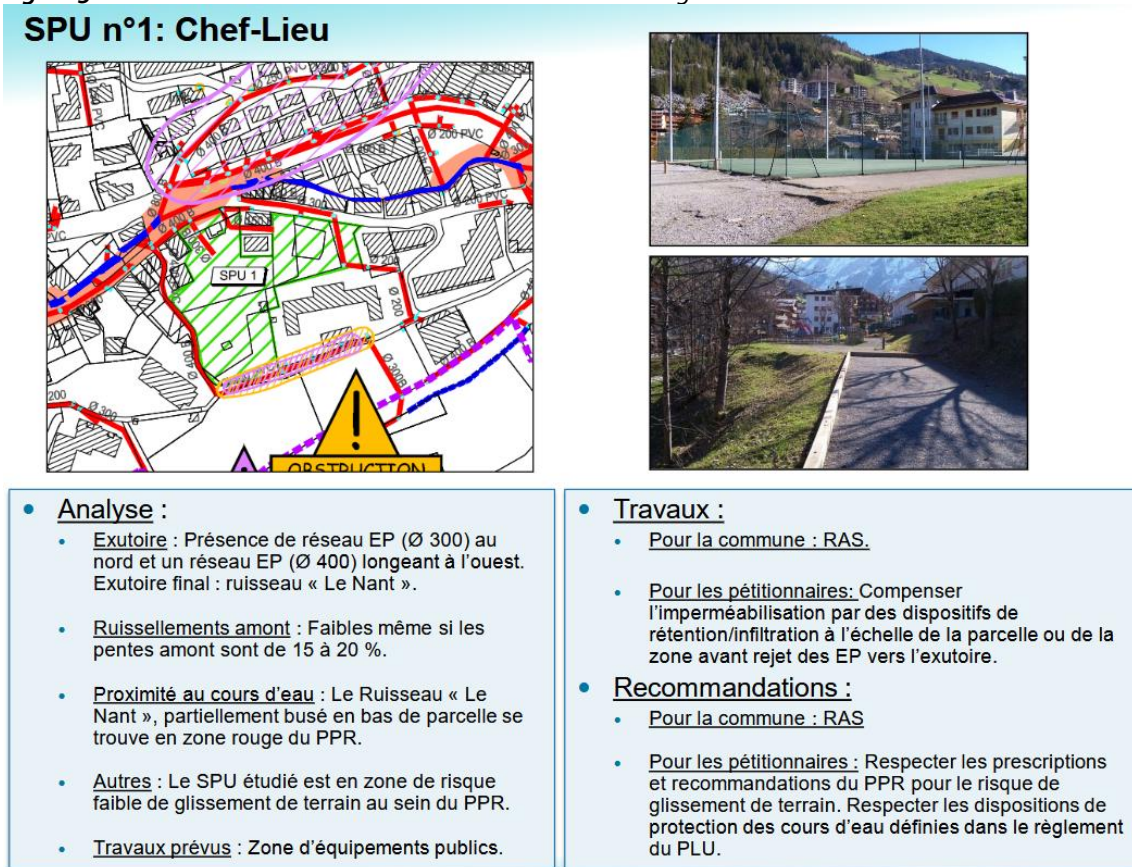 SPU n°1: Chef-Lieu
Ø 200 PVC
Ø 400 B
SPU 1
Ø 200
Ø 200
Ø 400
Ø 300B
200
Ø 300
OBSTRUCTION
• Analyse :
• Exutoire : Présence de réseau EP (Ø 300) au
nord et un réseau EP (Ø 400) longeant à l'ouest.
Exutoire final : ruisseau « Le Nant ».
• Ruissellements amont : Faibles même si les
pentes amont sont de 15 à 20 %.
• Proximité au cours d'eau : Le Ruisseau « Le
Nant », partiellement busé en bas de parcelle se
trouve en zone rouge du PPR.
• Autres : Le SPU étudié est en zone de risque
faible de glissement de terrain au sein du PPR.
• Travaux prévus : Zone d'équipements publics.
• Travaux :
• Pour la commune : RAS.
• Pour les pétitionnaires: Compenser
l'imperméabilisation par des dispositifs de
rétention/infiltration à l'échelle de la parcelle ou de la
zone avant rejet des EP vers l'exutoire.
• Recommandations :
• Pour la commune : RAS
• Pour les pétitionnaires : Respecter les prescriptions
et recommandations du PPR pour le risque de
glissement de terrain. Respecter les dispositions de
protection des cours d'eau définies dans le règlement
du PLU.